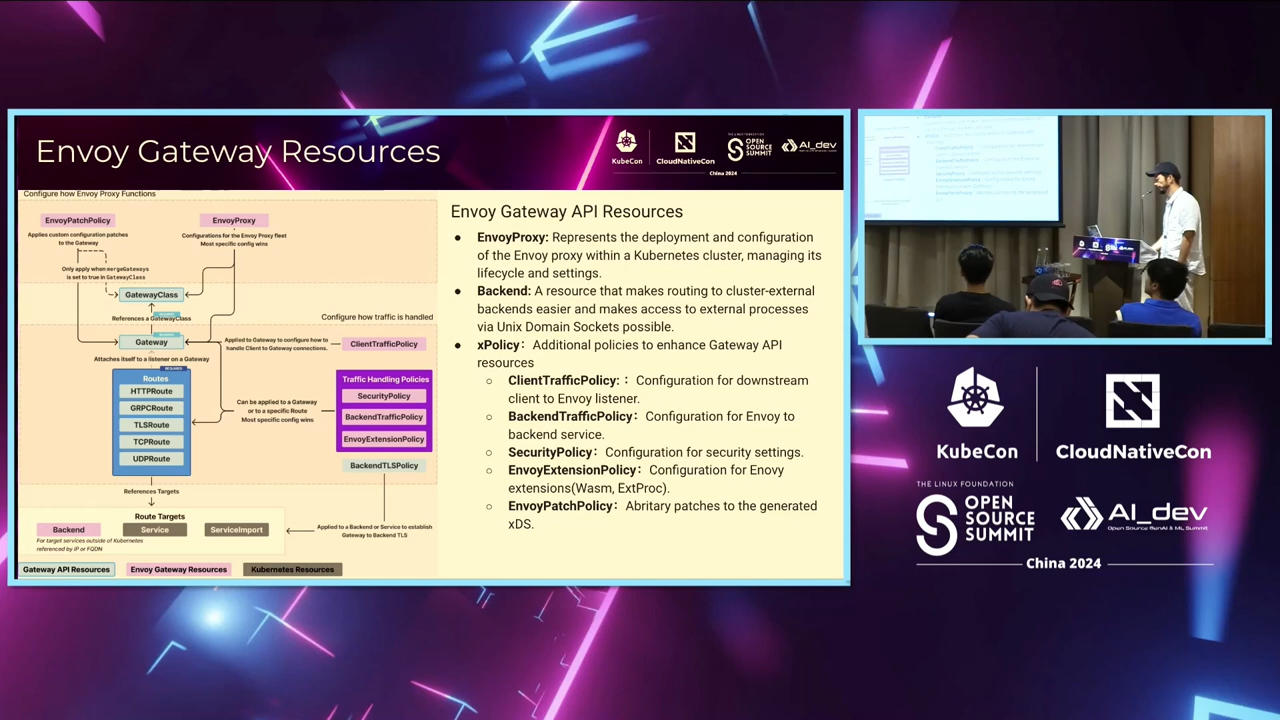 Envoy Gateway Resources
KubeCon
CloudNativeCon
THE LINUX FOUNDATION
OPEN
SOURCE
SUMMIT
AI_dev
China 2024
Configure how Envoy Proxy Functions
EnvoyPatchPolicy
Applies custom configuration patches
to the Gateway
EnvoyProxy
Configurations for the Envoy Proxy fleet
Most specific config wins
Only apply when mergeGateways
is set to true in GatewayClass
GatewayClass
References a GatewayClass
REQUIRED
Configure how traffic is handled
REQUIRED
Gateway
Applied to Gateway to configure how to
handle Client to Gateway connections.
ClientTrafficPolicy
Attaches itself to a listener on a Gateway
REQUIRED
Routes
HTTPRoute
GRPCRoute
TLSRoute
TCPRoute
UDPRoute
Can be applied to a Gateway
or to a specific Route
Most specific config wins
Traffic Handling Policies
SecurityPolicy
BackendTrafficPolicy
EnvoyExtensionPolicy
BackendTLSPolicy
References Targets
Route Targets
Backend
Service
ServiceImport
For target services outside of Kubernetes
referenced by IP or FQDN
Applied to a Backend or Service to establish
Gateway to Backend TLS
Gateway API Resources
Envoy Gateway Resources
Kubernetes Resources
Envoy Gateway API Resources
● EnvoyProxy: Represents the deployment and configuration
of the Envoy proxy within a Kubernetes cluster, managing its
lifecycle and settings.
● Backend: A resource that makes routing to cluster-external
backends easier and makes access to external processes
via Unix Domain Sockets possible.
● xPolicy： Additional policies to enhance Gateway API
resources
○ ClientTrafficPolicy: ： Configuration for downstream
client to Envoy listener.
○ BackendTrafficPolicy： Configuration for Envoy to
backend service.
○ SecurityPolicy： Configuration for security settings.
○ EnvoyExtensionPolicy： Configuration for Enovy
extensions(Wasm, ExtProc).
○ EnvoyPatchPolicy： Abritary patches to the generated
xDS.
KubeCon
CloudNativeCon
THE LINUX FOUNDATION
OPEN
SOURCE
SUMMIT
AI_dev
Open Source GenAI & ML Summit
China 2024